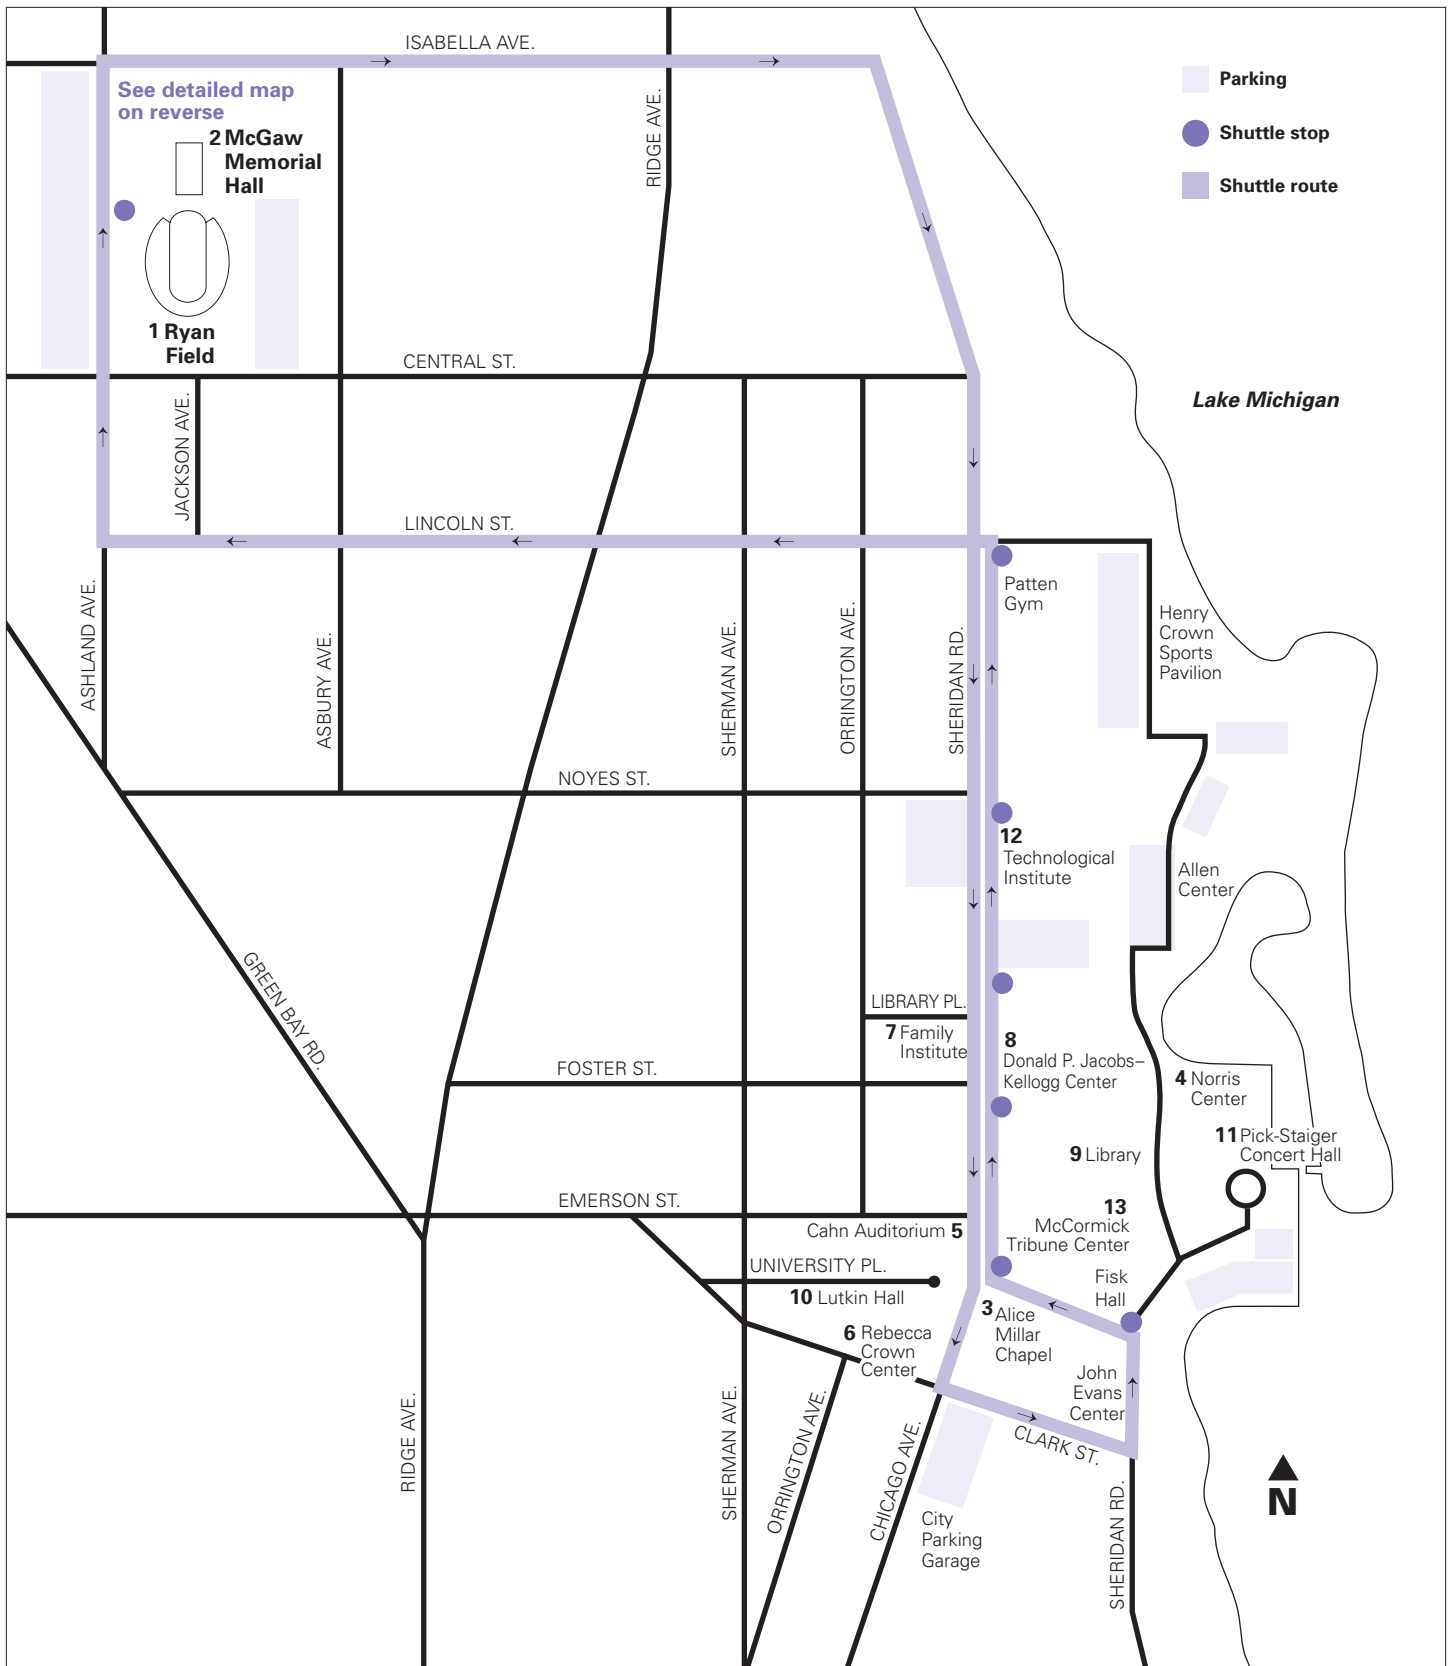 ISABELLA AVE.
See detailed map
on reverse
2 McGaw
Memorial
Hall
RIDGE AVE.
Parking
Shuttle stop
Shuttle route
1 Ryan
Field
CENTRAL ST.
Lake Michigan
JACKSON AVE.
LINCOLN ST.
Patten
Gym
ASHLAND AVE.
ASBURY AVE.
SHERMAN AVE.
ORRINGTON AVE.
SHERIDAN RD.
Henry
Crown
Sports
Pavilion
NOYES ST.
12
Technological
Institute
Allen
Center
GREEN BAY RD.
LIBRARY PL.
7 Family
Institute
8
Donald P. Jacobs–
Kellogg Center
FOSTER ST.
4 Norris
Center
11 Pick-Staiger
Concert Hall
9 Library
EMERSON ST.
13
McCormick
Tribune Center
Cahn Auditorium 5
UNIVERSITY PL.
10 Lutkin Hall
Fisk
Hall
3 Alice
Millar
Chapel
6 Rebecca
Crown
Center
John
Evans
Center
RIDGE AVE.
SHERMAN AVE.
ORRINGTON AVE.
CHICAGO AVE.
CLARK ST.
SHERIDAN RD.
City
Parking
Garage
N